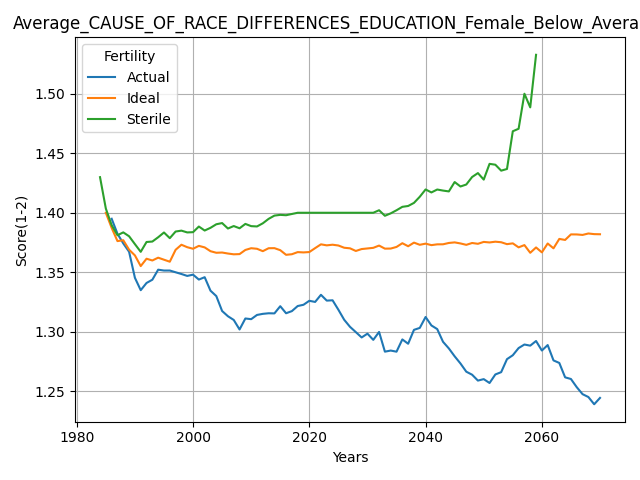 Average_CAUSE_OF_RACE_DIFFERENCES_EDUCATION_Female_Below_Avera
Fertility
Actual
Ideal
Sterile
Score(1-2)
1.50
1.45
1.40
1.35
1.30
1.25
1980 2000 2020 2040 2060
Years